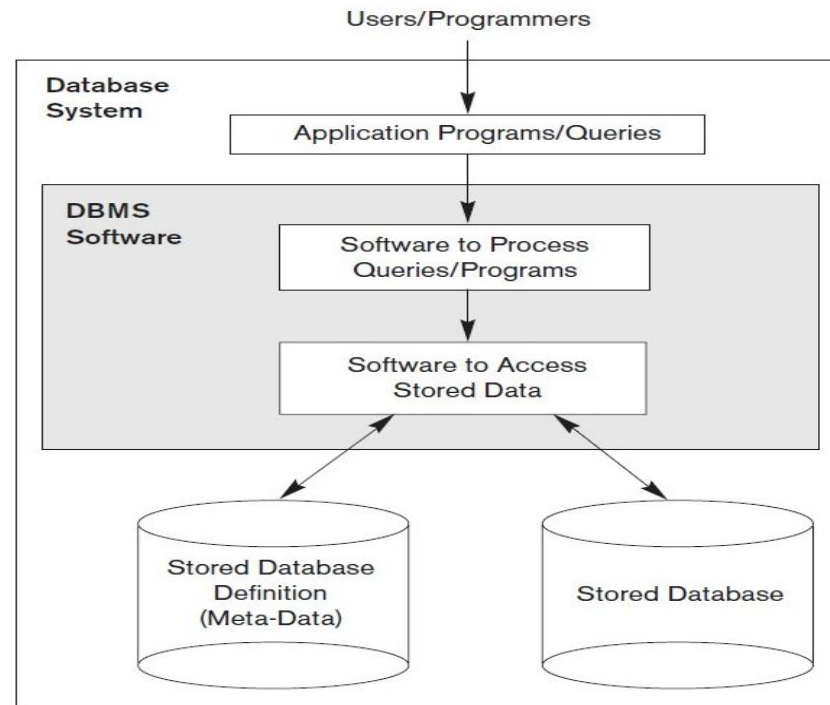 Users/Programmers
Database
System
Application Programs/Queries
DBMS
Software
Software to Process
Queries/Programs
Software to Access
Stored Data
Stored Database
Definition
(Meta-Data)
Stored Database